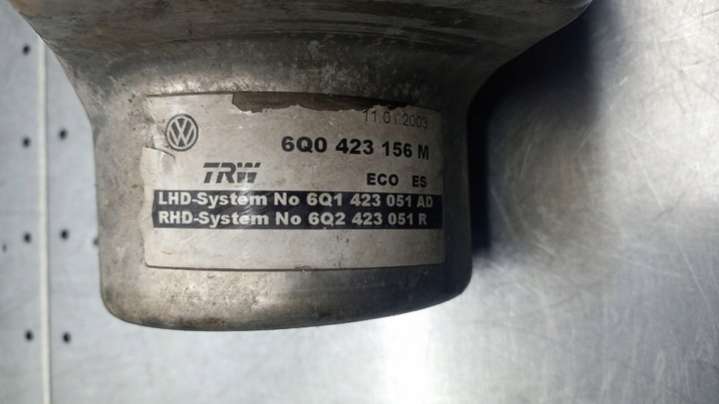 11.01.2003
6Q0 423 156 M
TRW
ECO ES
LHD-System No 6Q1 423 051 AD
RHD-System No 6Q2 423 051 R